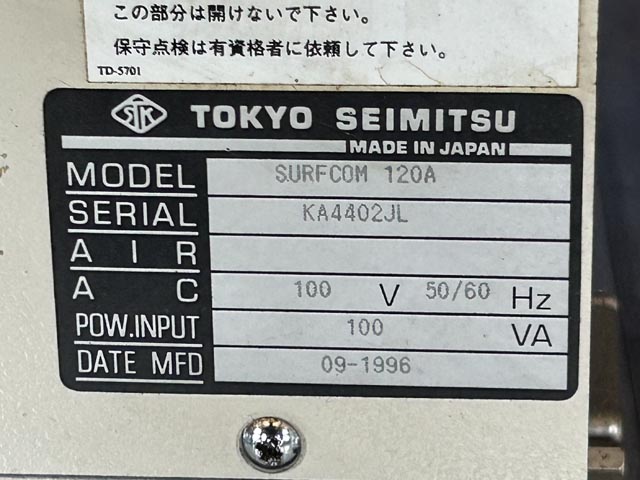 この部分は開けないで下さい。
保守点検は有資格者に依頼して下さい。
TD-5701
STK TOKYO SEIMITSU
MADE IN JAPAN
MODEL SURFCOM 120A
SERIAL KA4402JL
AIR
AC 100 V 50/60 Hz
POW.INPUT 100 VA
DATE MFD 09-1996